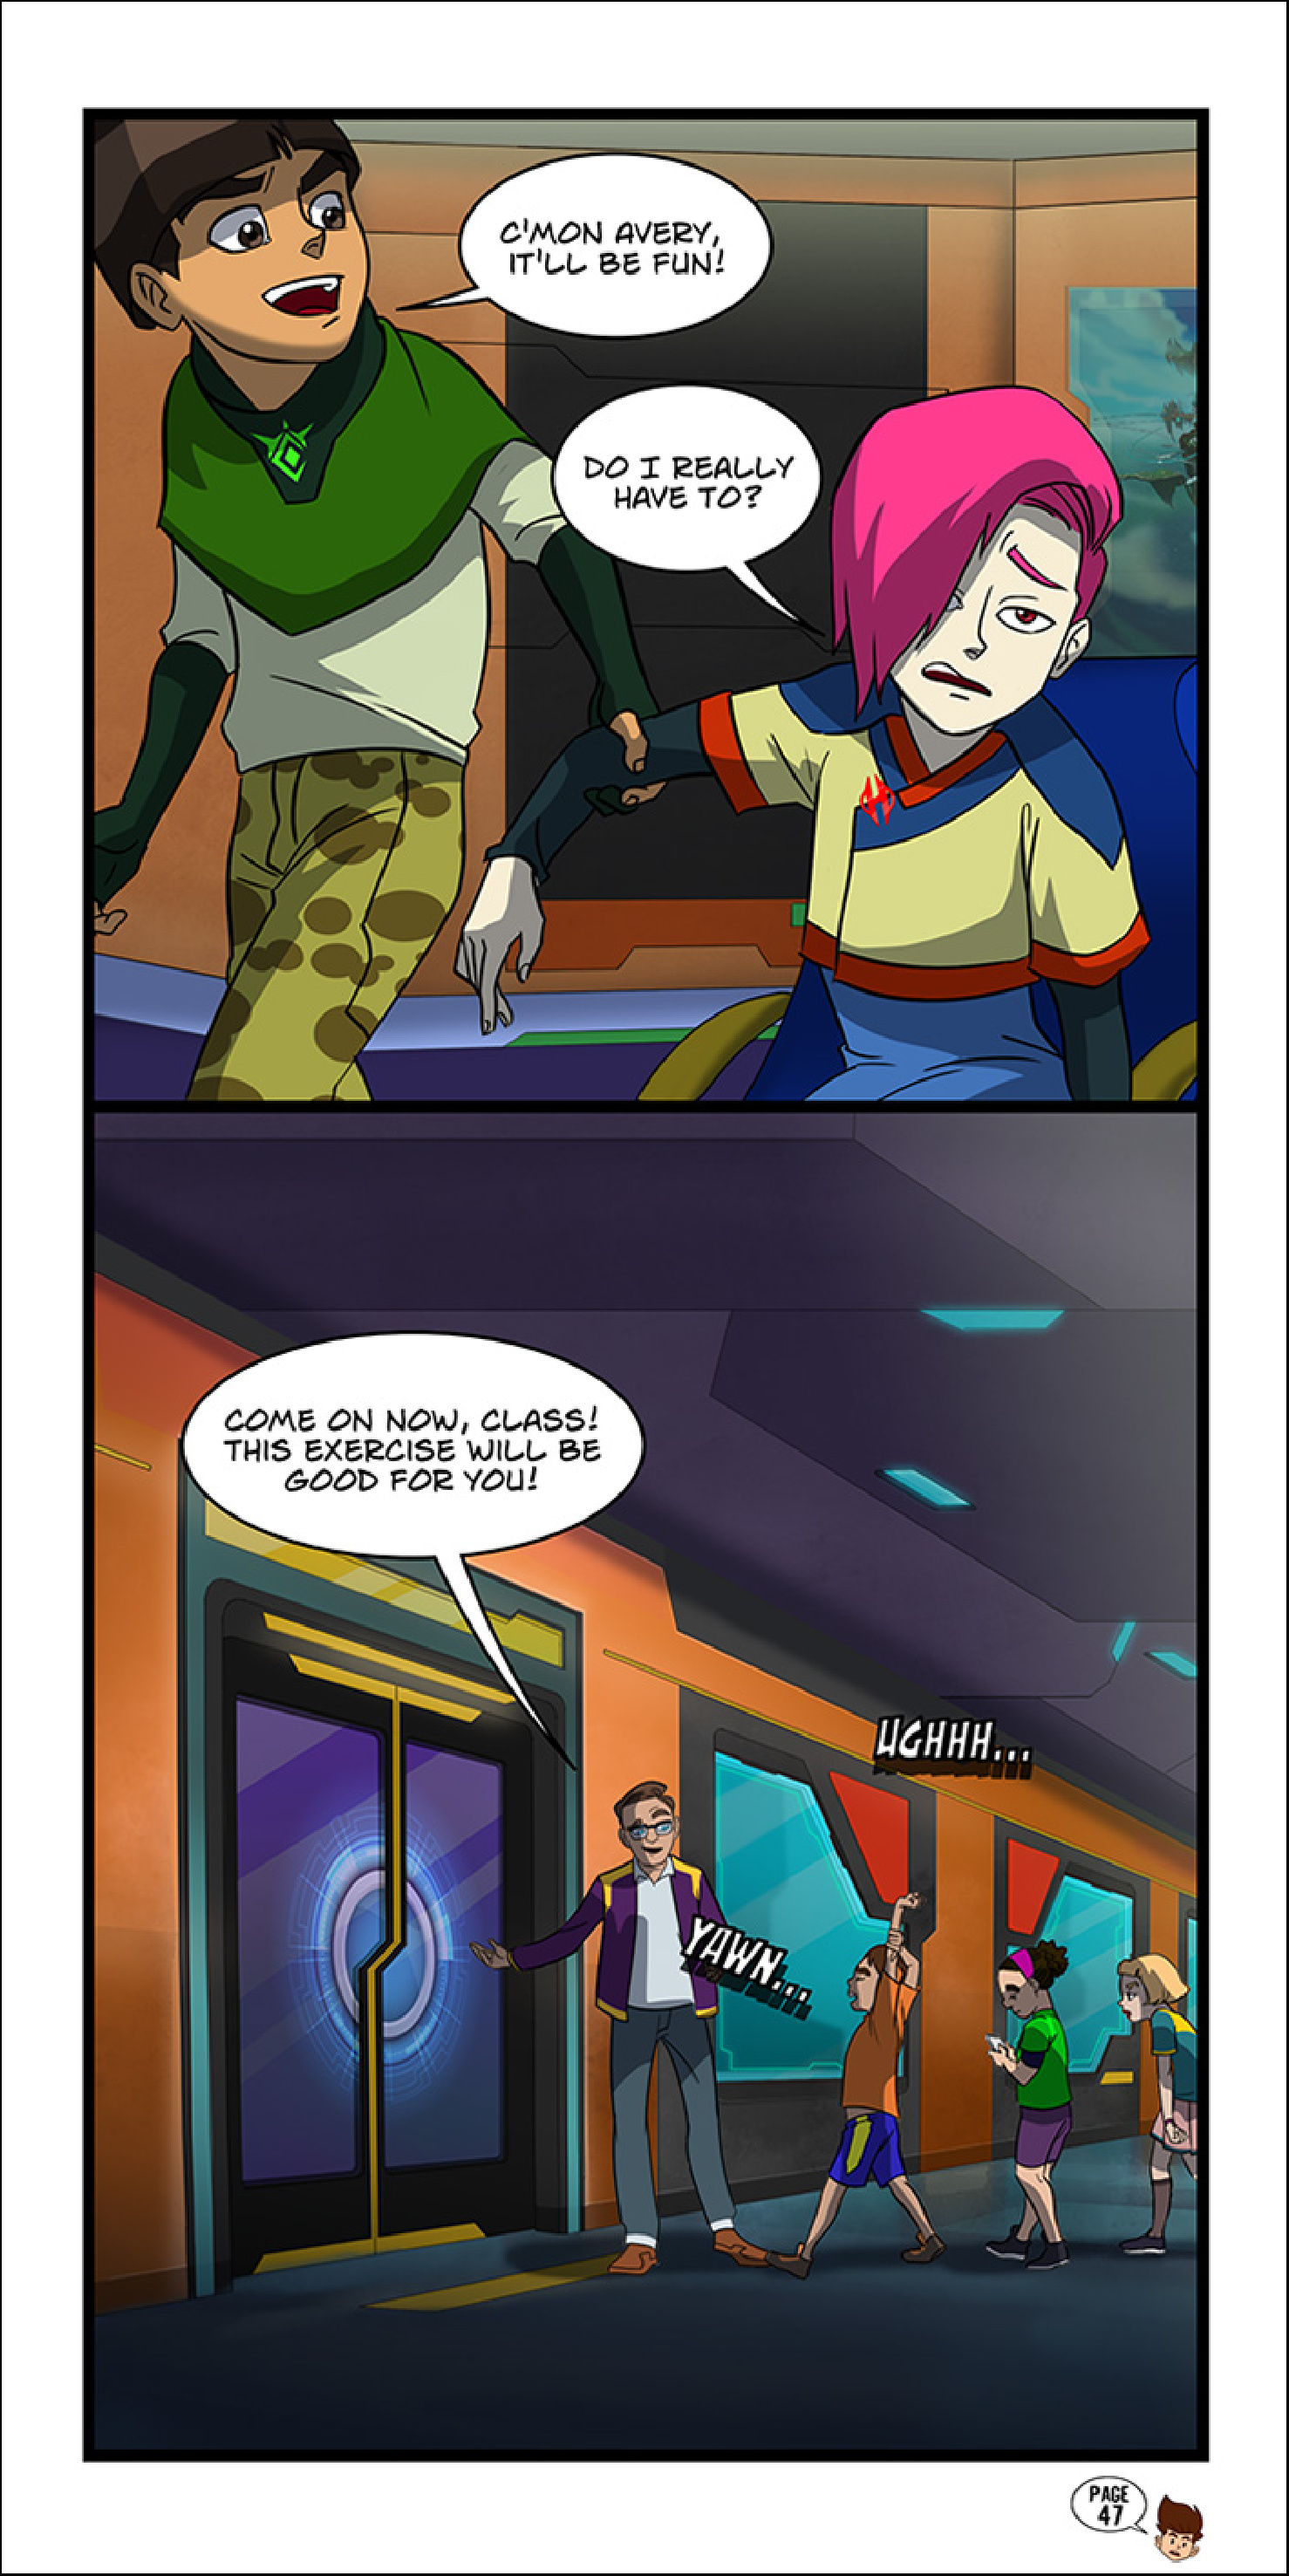 C'MON AVERY,
IT'LL BE FUN!
DO I REALLY
HAVE TO?
COME ON NOW, CLASS!
THIS EXERCISE WILL BE
GOOD FOR YOU!
UGHHH...
YAWN...
PAGE
47